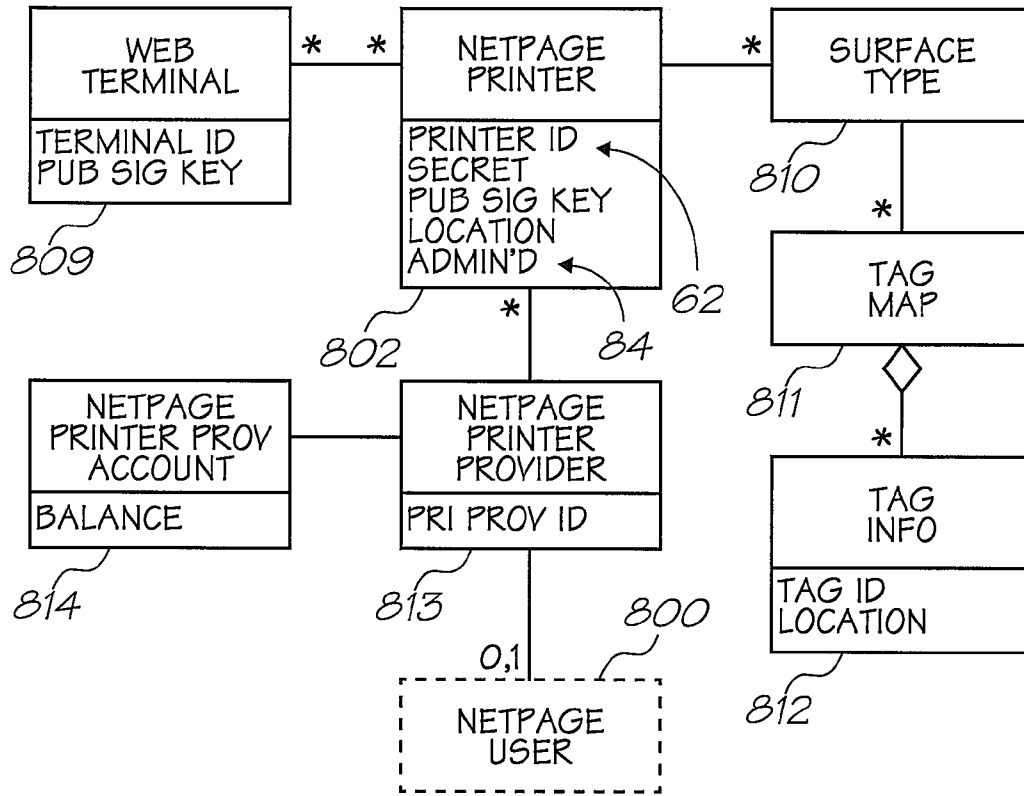 WEB
TERMINAL
* *
NETPAGE
PRINTER
*
SURFACE
TYPE
TERMINAL ID
PUB SIG KEY
PRINTER ID
SECRET
PUB SIG KEY
LOCATION
ADMIN'D
809
802
*
62
84
810
*
TAG
MAP
811
*
NETPAGE
PRINTER PROV
ACCOUNT
BALANCE
814
NETPAGE
PRINTER
PROVIDER
PRI PROV ID
813
TAG
INFO
TAG ID
LOCATION
812
800
0,1
NETPAGE
USER